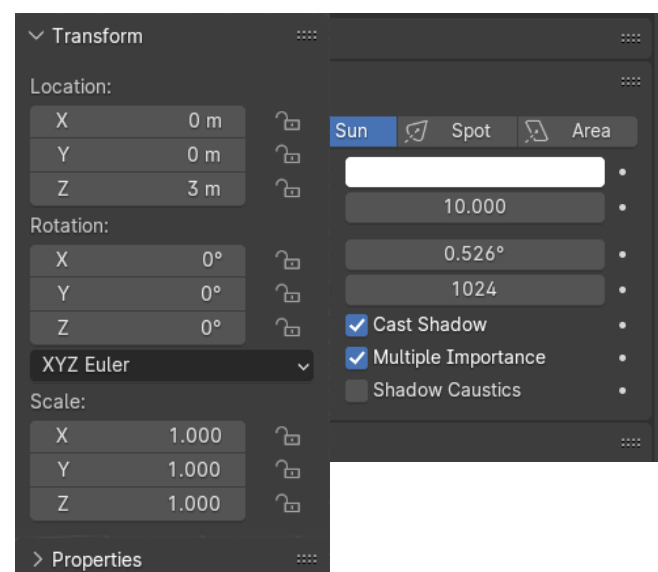 Transform
Location:
X 0 m
Y 0 m
Z 3 m
Rotation:
X 0°
Y 0°
Z 0°
XYZ Euler
Scale:
X 1.000
Y 1.000
Z 1.000
Properties
Sun Spot Area
10.000
0.526°
1024
Cast Shadow
Multiple Importance
Shadow Caustics